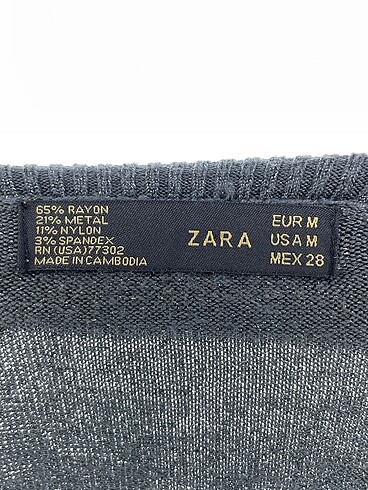 65% RAYON
21% METAL
11% NYLON
3% SPANDEX
RN (USA)77302
MADE IN CAMBODIA
ZARA
EUR M
USA M
MEX 28